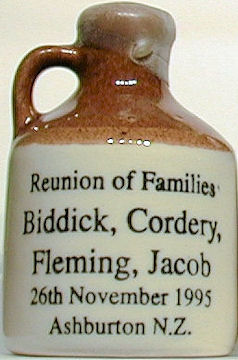 Reunion of Families
Biddick, Cordery,
Fleming, Jacob
26th November 1995
Ashburton N.Z.